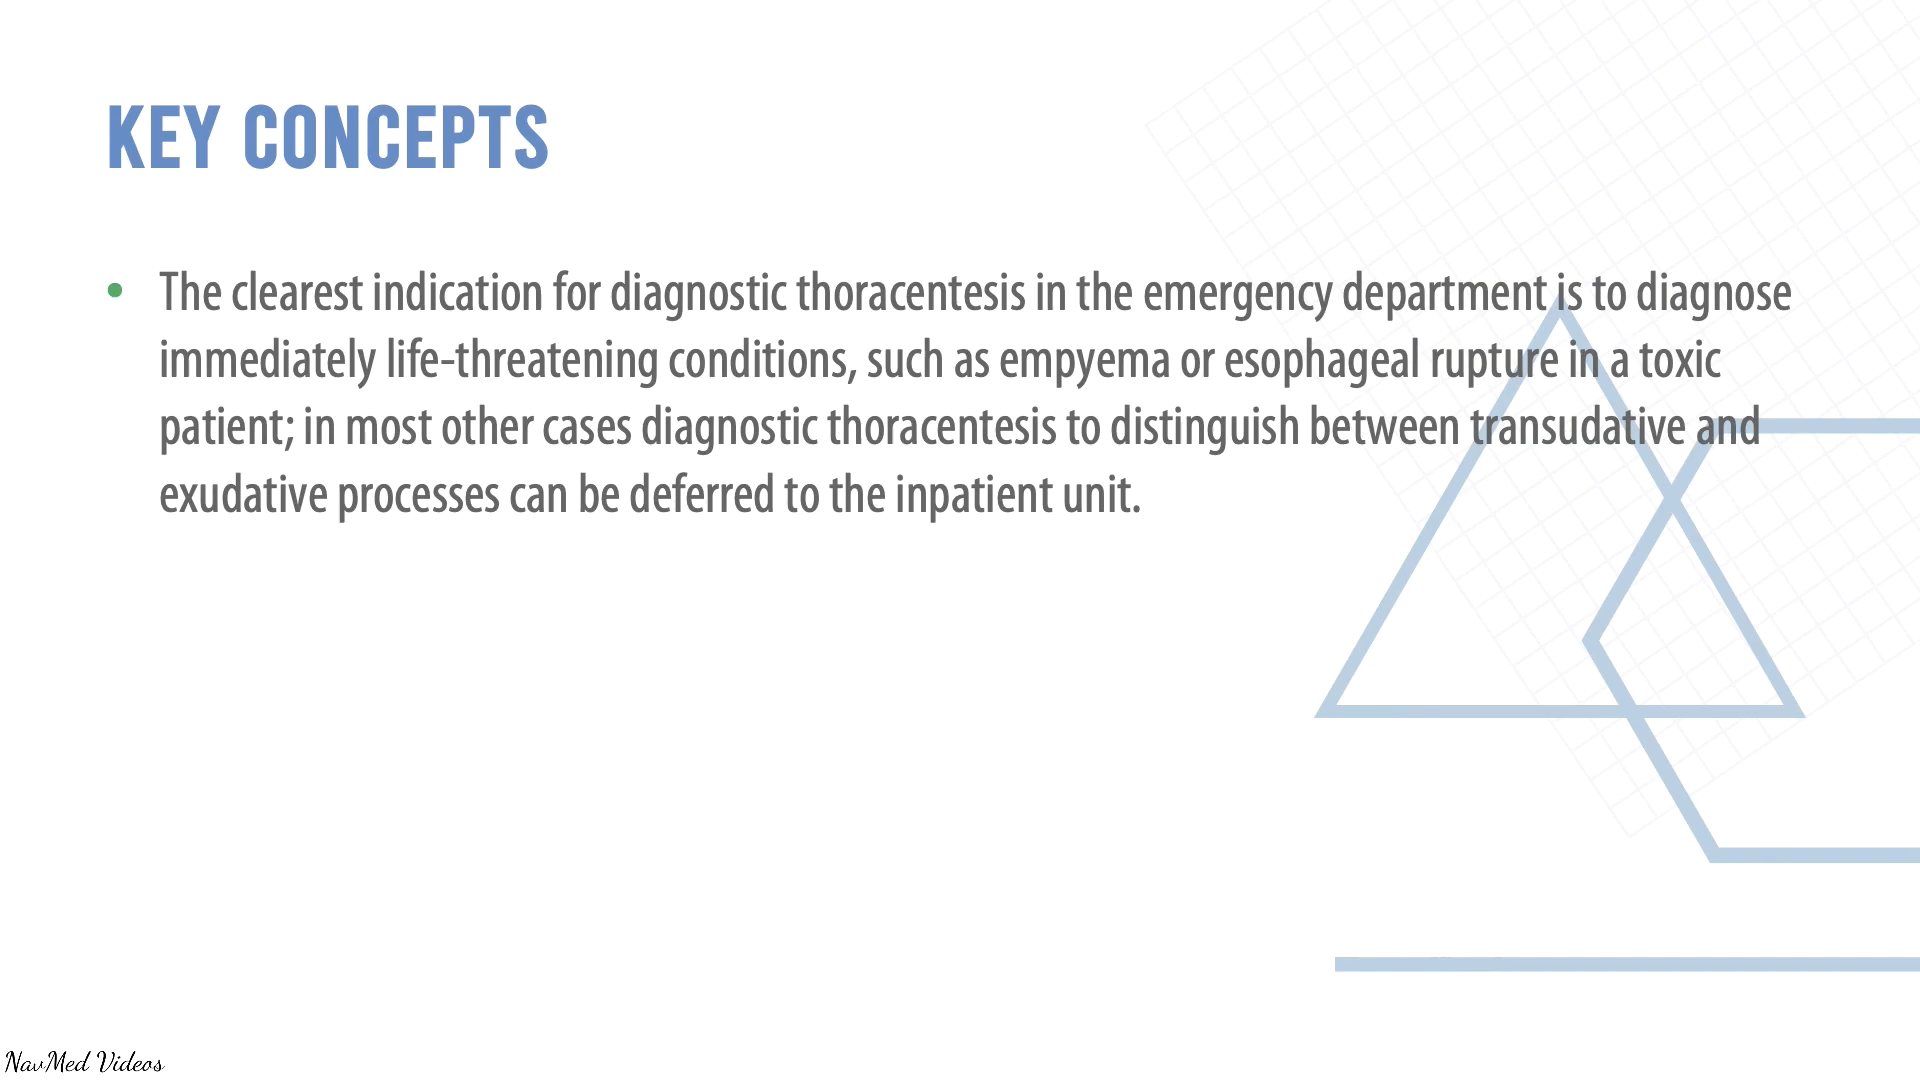 KEY CONCEPTS
• The clearest indication for diagnostic thoracentesis in the emergency department is to diagnose
immediately life-threatening conditions, such as empyema or esophageal rupture in a toxic
patient; in most other cases diagnostic thoracentesis to distinguish between transudative and
exudative processes can be deferred to the inpatient unit.
NavMed Videos